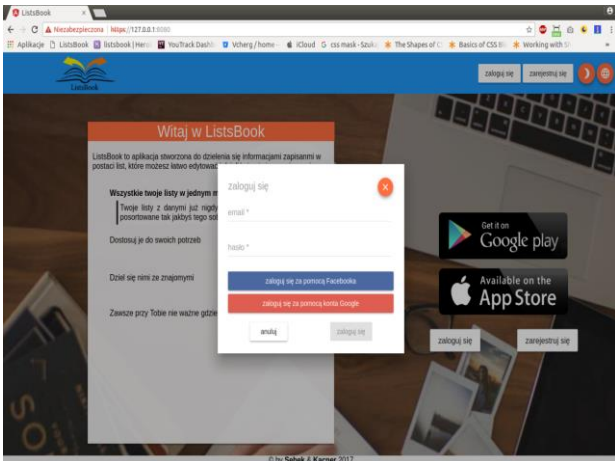 ListsBook
Niezabezpieczona https://127.0.0.1:8080
Aplikacje ListsBook listsbook | Hero YouTrack Dashb Vcherg / home iCloud css mask - Szuka The Shapes of C Basics of CSS Bl Working with S
ListsBook
zaloguj się zarejestruj się
Witaj w ListsBook
ListsBook to aplikacja stworzona do dzielenia się informacjami zapisanymi w
postaci list, które możesz łatwo edytować
Wszystkie twoje listy w jednym m
Twoje listy z danymi już nigdy
posortowane tak jakbyś tego so
Dostosuj je do swoich potrzeb
Dziel się nimi ze znajomymi
Zawsze przy Tobie nie ważne gdzie
zaloguj się
email *
hasło *
zaloguj się za pomocą Facebooka
zaloguj się za pomocą konta Google
anuluj zaloguj się
Get it on
Google play
Available on the
App Store
zaloguj się zarejestruj się
© by Sebek & Kacper 2017